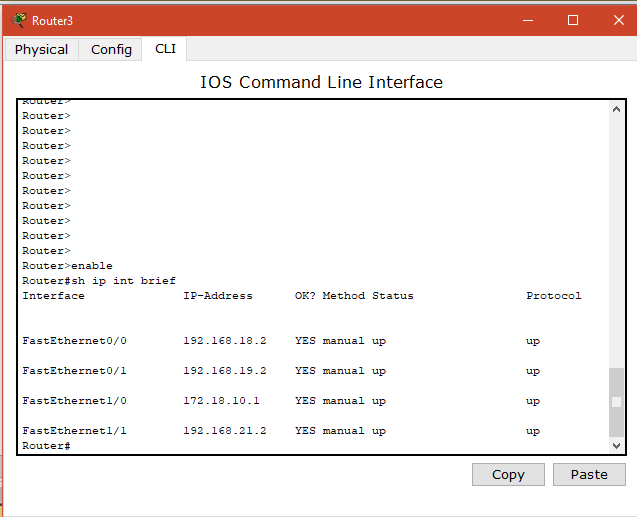 Router3
Physical Config CLI
IOS Command Line Interface
Router>
Router>
Router>
Router>
Router>
Router>
Router>
Router>
Router>
Router>
Router>
Router>enable
Router#sh ip int brief
Interface IP-Address OK? Method Status Protocol
FastEthernet0/0 192.168.18.2 YES manual up up
FastEthernet0/1 192.168.19.2 YES manual up up
FastEthernet1/0 172.18.10.1 YES manual up up
FastEthernet1/1 192.168.21.2 YES manual up up
Router#
Copy Paste